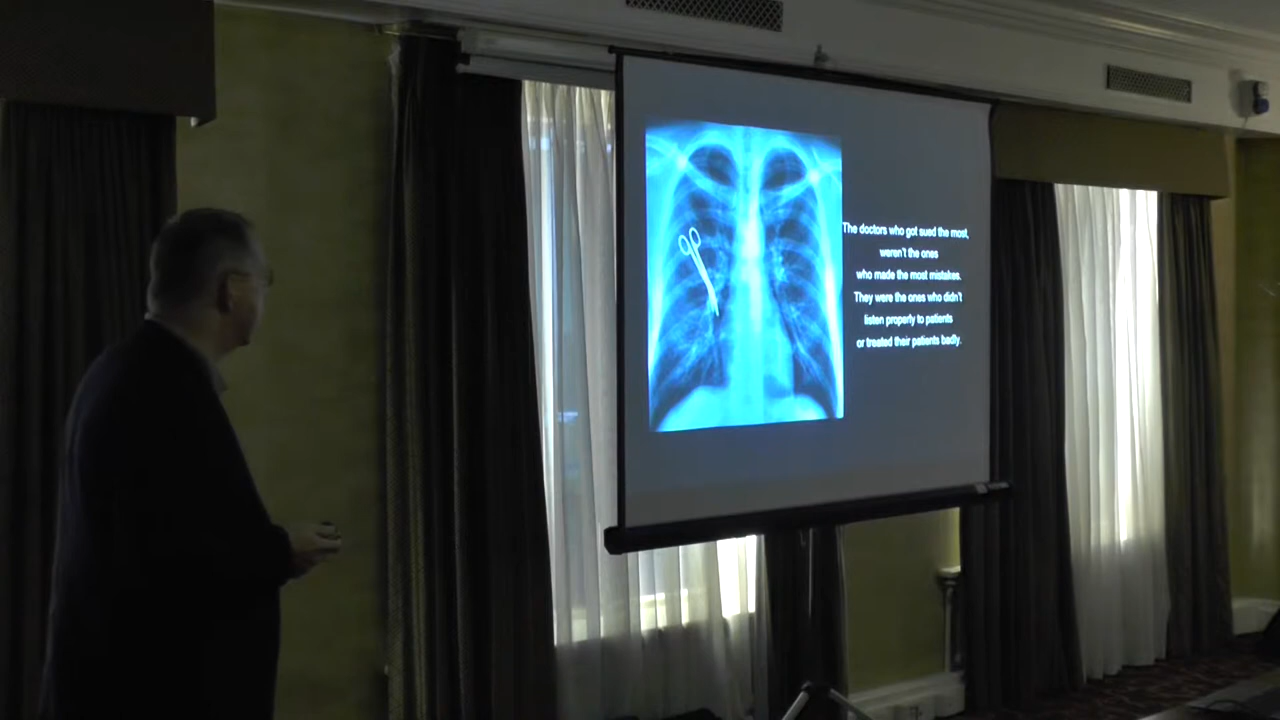 The doctors who got sued the most,
weren't the ones
who made the most mistakes.
They were the ones who didn't
listen properly to patients
or treated their patients badly.